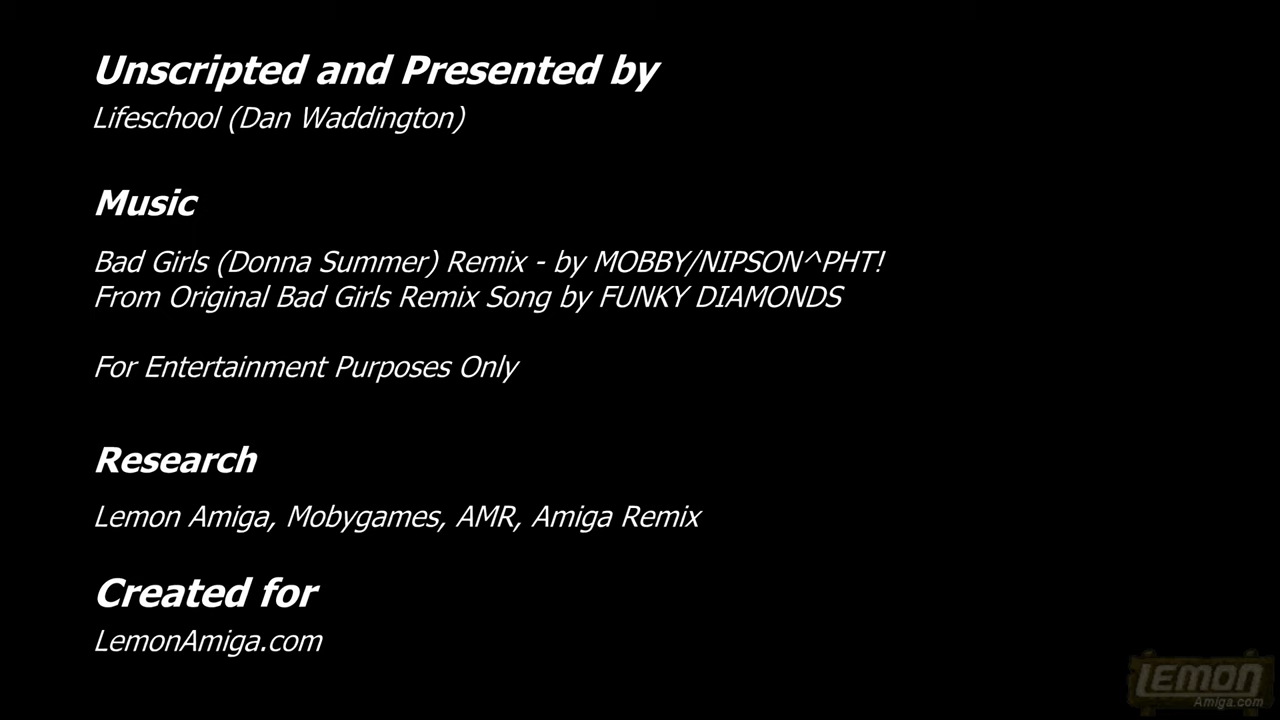 Unscripted and Presented by
Lifeschool (Dan Waddington)
Music
Bad Girls (Donna Summer) Remix - by MOBBY/NIPSON^PHT!
From Original Bad Girls Remix Song by FUNKY DIAMONDS
For Entertainment Purposes Only
Research
Lemon Amiga, Mobygames, AMR, Amiga Remix
Created for
LemonAmiga.com
LEMON
Amiga.com